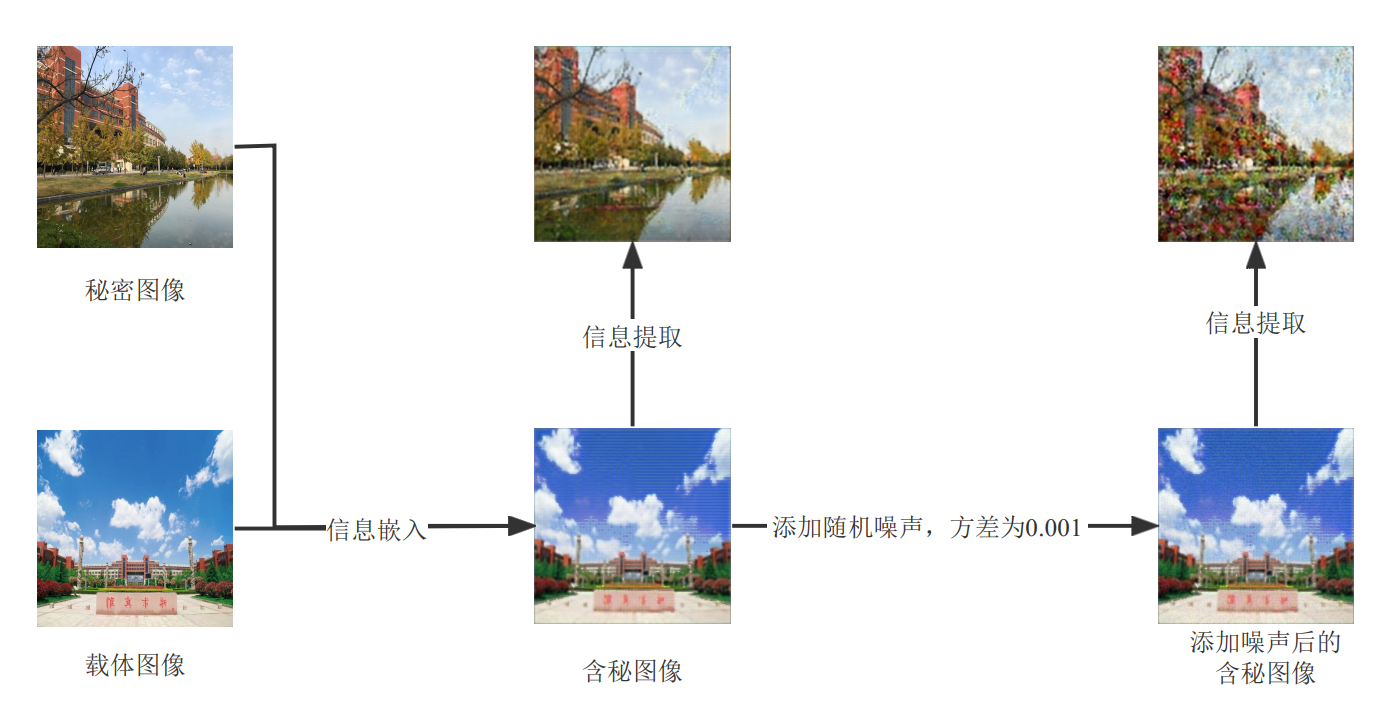 秘密图像
信息提取
信息提取
载体图像
信息嵌入
含秘图像
添加随机噪声，方差为0.001
添加噪声后的
含秘图像